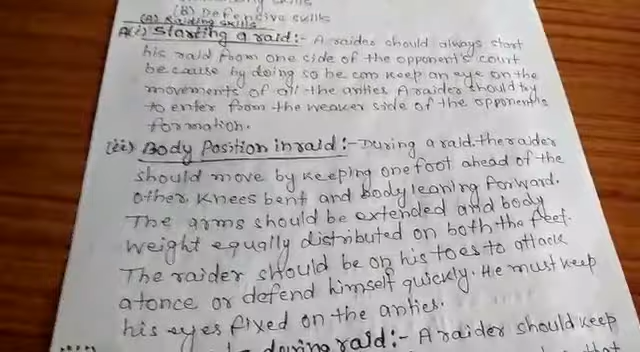 (B) Defensive skills
(A) Raiding skills
A(i) Starting a raid:- A raider should always start
his raid from one side of the opponent's court
because by doing so he can keep an eye on the
movements of all the anties A raider should try
to enter from the weaker side of the opponent's
formation.
(ii) Body Position in raid:- During a raid, the raider
should move by keeping one foot ahead of the
other, knees bent and body leaning forward.
The arms should be extended and body
weight equally distributed on both the feet.
The raider should be on his toes to attack
atonce or defend himself quickly. He must keep
his eyes fixed on the anties.
during raid:- A raider should keep